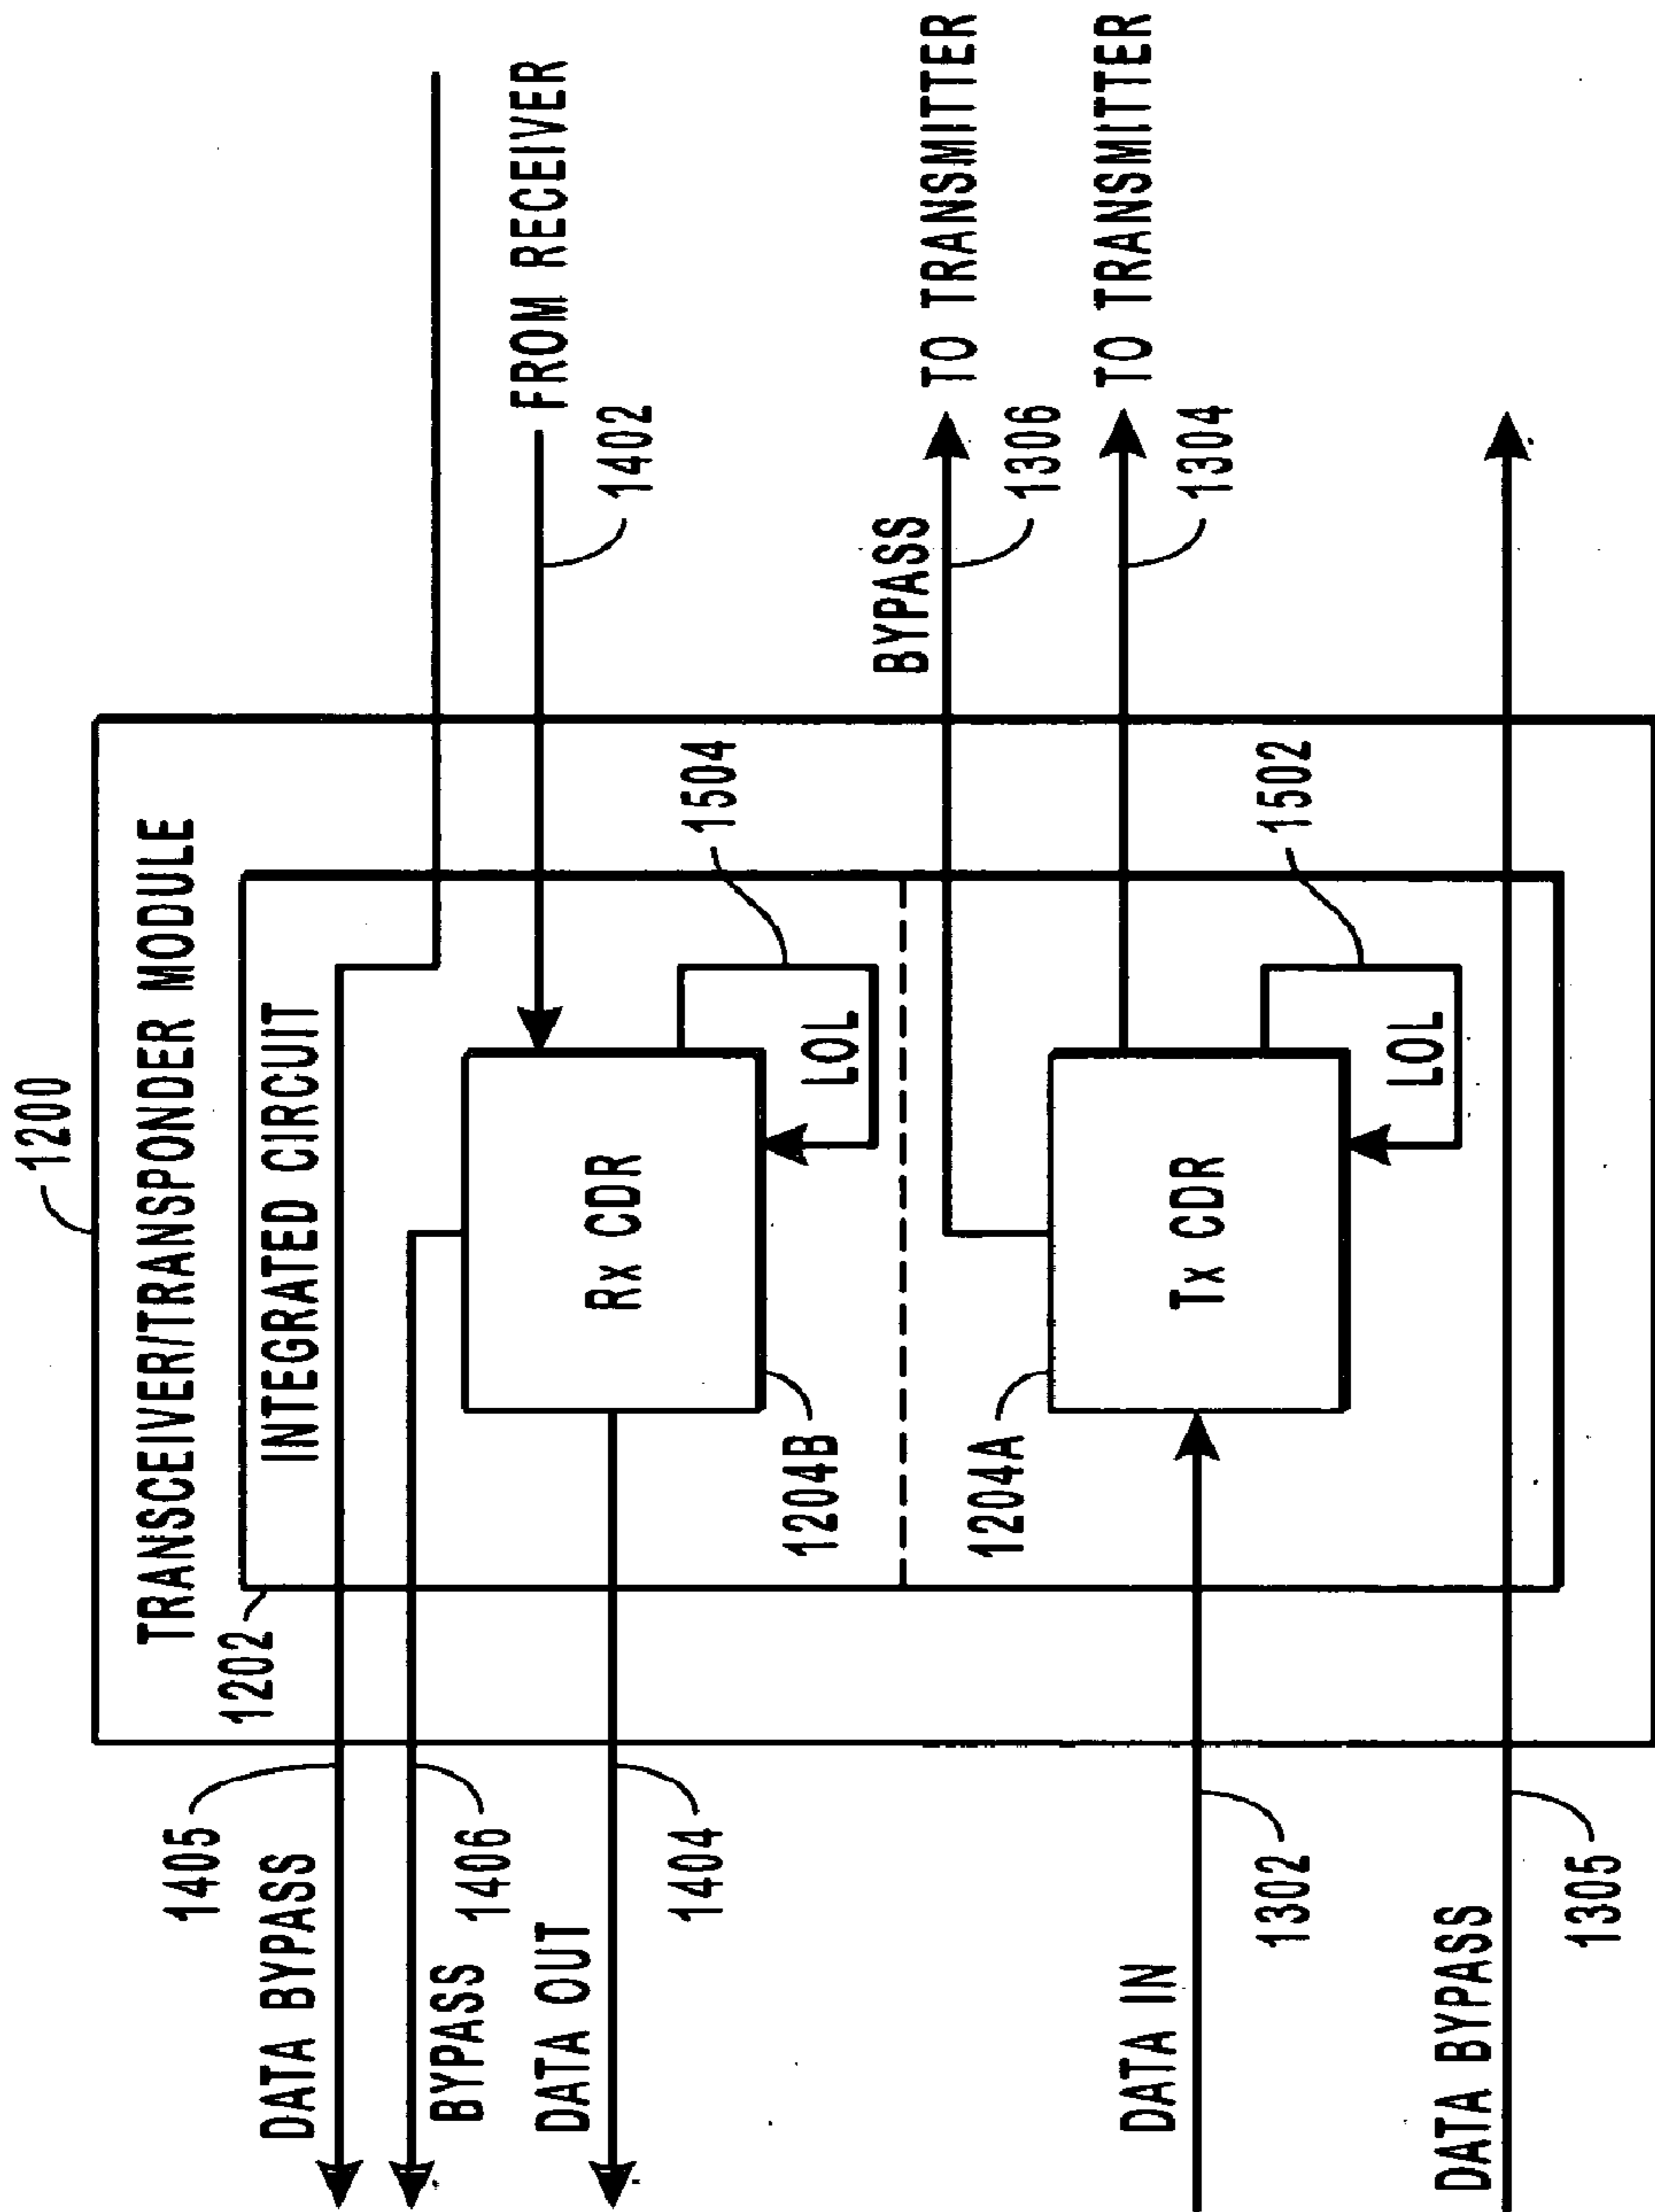 1200
TRANSCEIVER/TRANSPONDER MODULE
1202
INTEGRATED CIRCUIT
1405
DATA BYPASS
1406
BYPASS
DATA OUT
1404
Rx CDR
1204B
LOL
1504
FROM RECEIVER
1402
BYPASS
TO TRANSMITTER
1306
TO TRANSMITTER
1304
1204A
Tx CDR
LOL
1502
DATA IN
1302
DATA BYPASS
1305